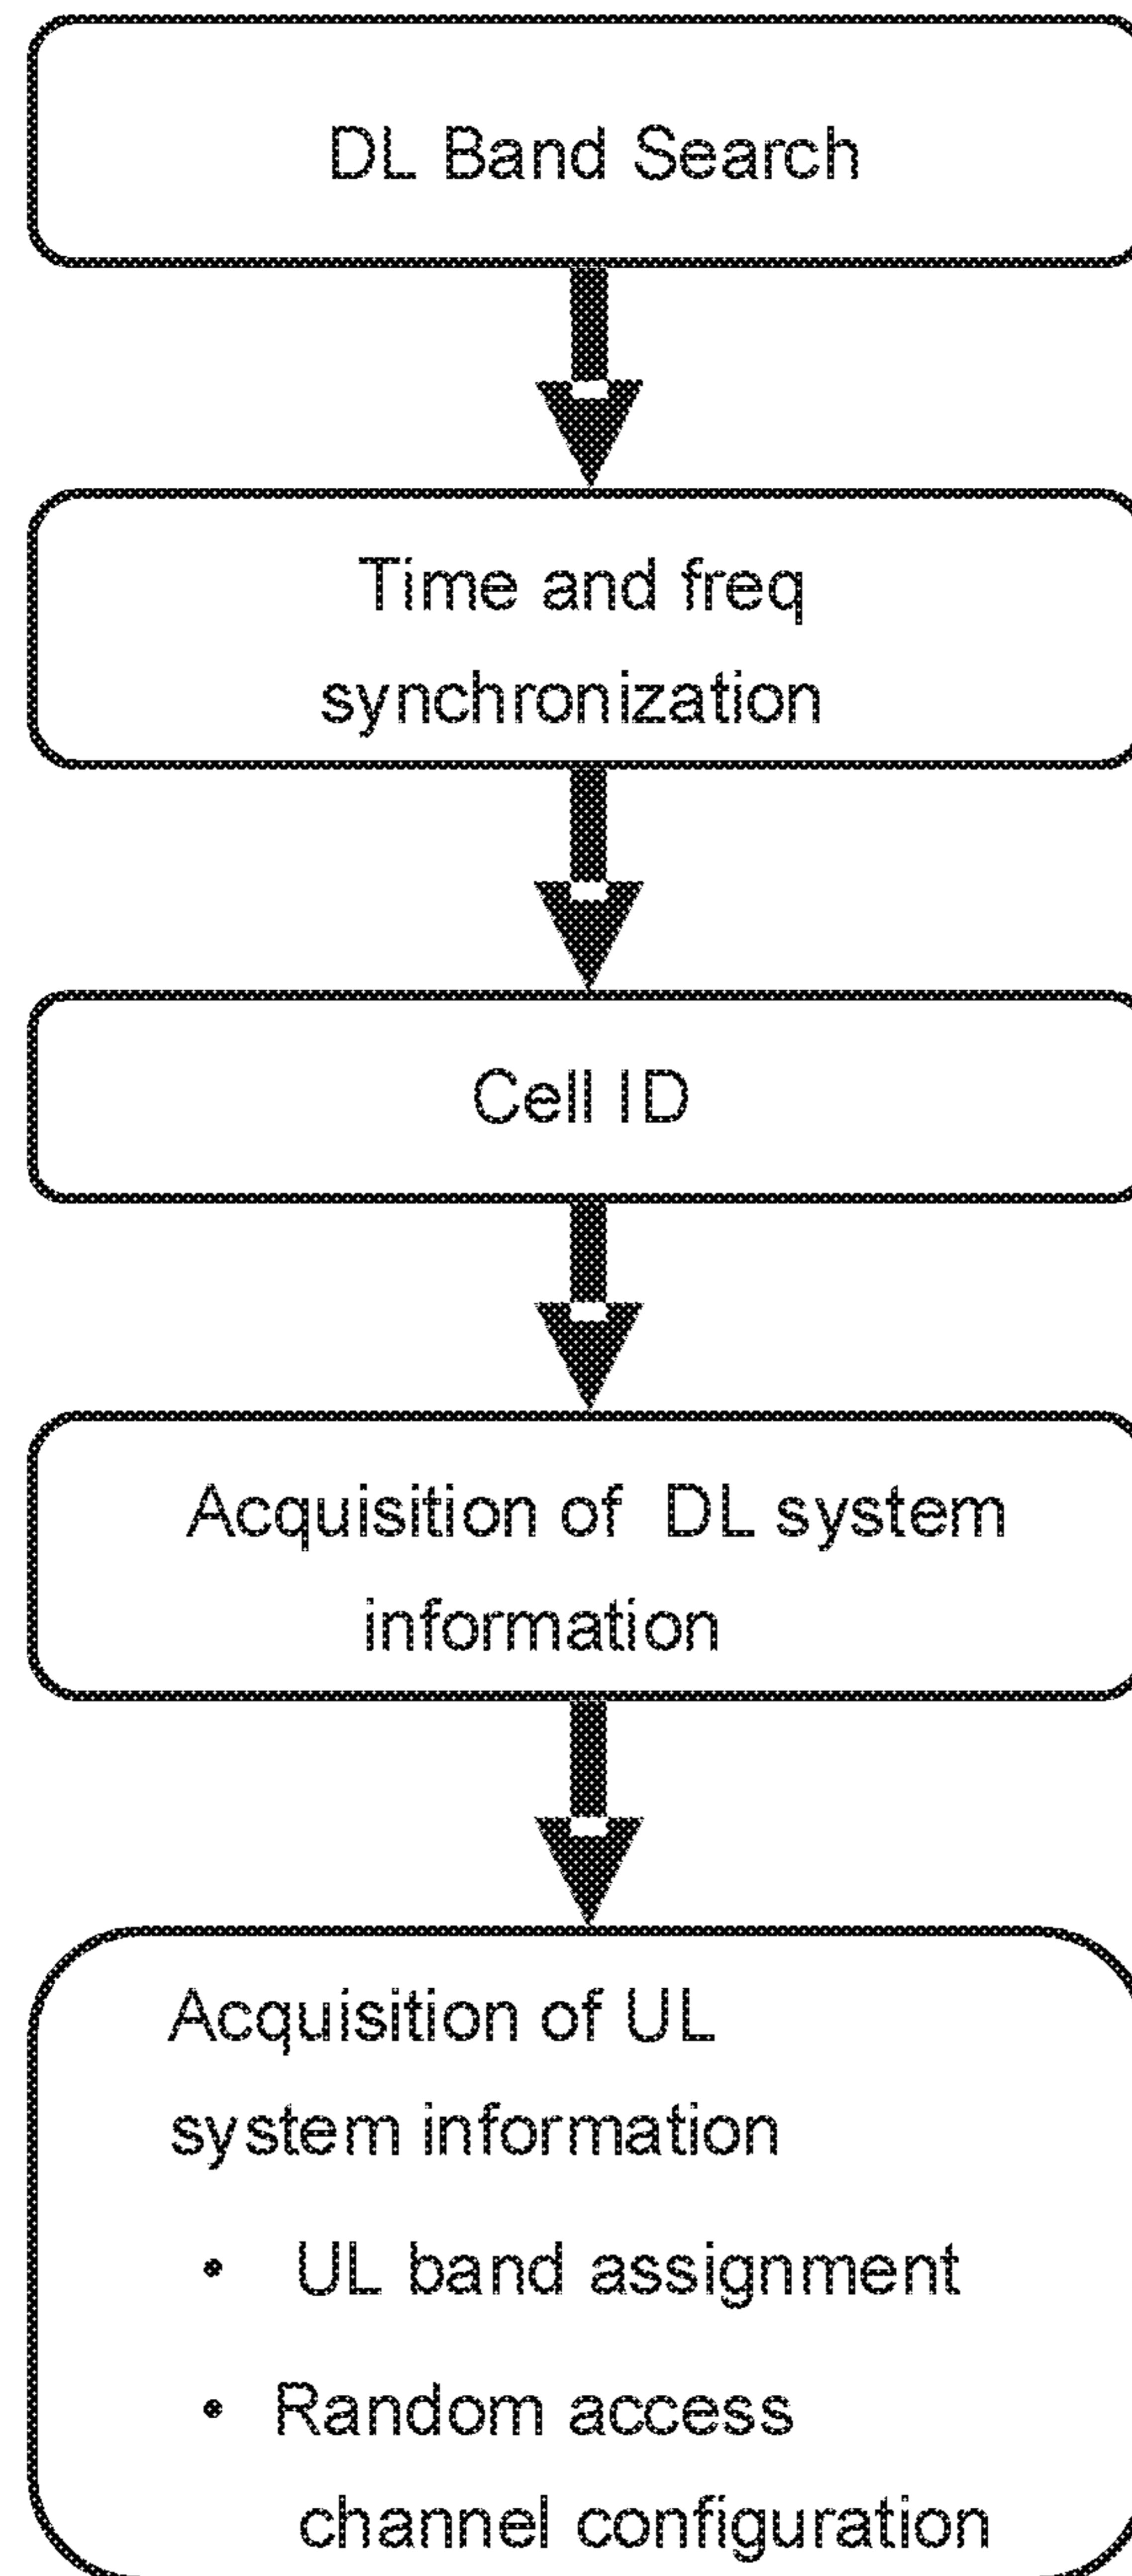 DL Band Search
Time and freq
synchronization
Cell ID
Acquisition of DL system
information
Acquisition of UL
system information
• UL band assignment
• Random access
channel configuration